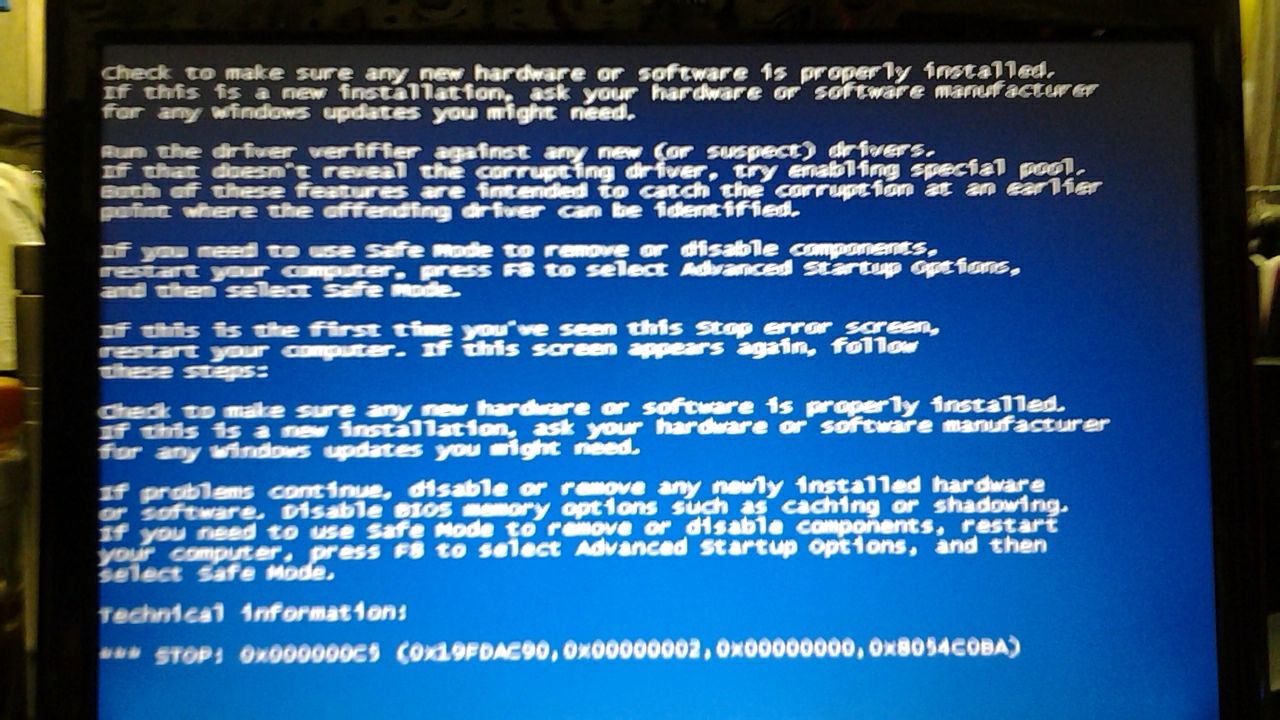 Check to make sure any new hardware or software is properly installed.
If this is a new installation, ask your hardware or software manufacturer
for any windows updates you might need.
Run the driver verifier against any new (or suspect) drivers.
If that doesn't reveal the corrupting driver, try enabling special pool.
Both of these features are intended to catch the corruption at an earlier
point where the offending driver can be identified.
If you need to use Safe Mode to remove or disable components,
restart your computer, press F8 to select Advanced Startup Options,
and then select Safe Mode.
If this is the first time you've seen this Stop error screen,
restart your computer. If this screen appears again, follow
these steps:
Check to make sure any new hardware or software is properly installed.
If this is a new installation, ask your hardware or software manufacturer
for any windows updates you might need.
If problems continue, disable or remove any newly installed hardware
or software. Disable BIOS memory options such as caching or shadowing.
If you need to use Safe Mode to remove or disable components, restart
your computer, press F8 to select Advanced Startup Options, and then
select Safe Mode.
Technical information:
*** STOP: 0x000000C5 (0x19FDAC90,0x00000002,0x00000000,0x8054C0BA)